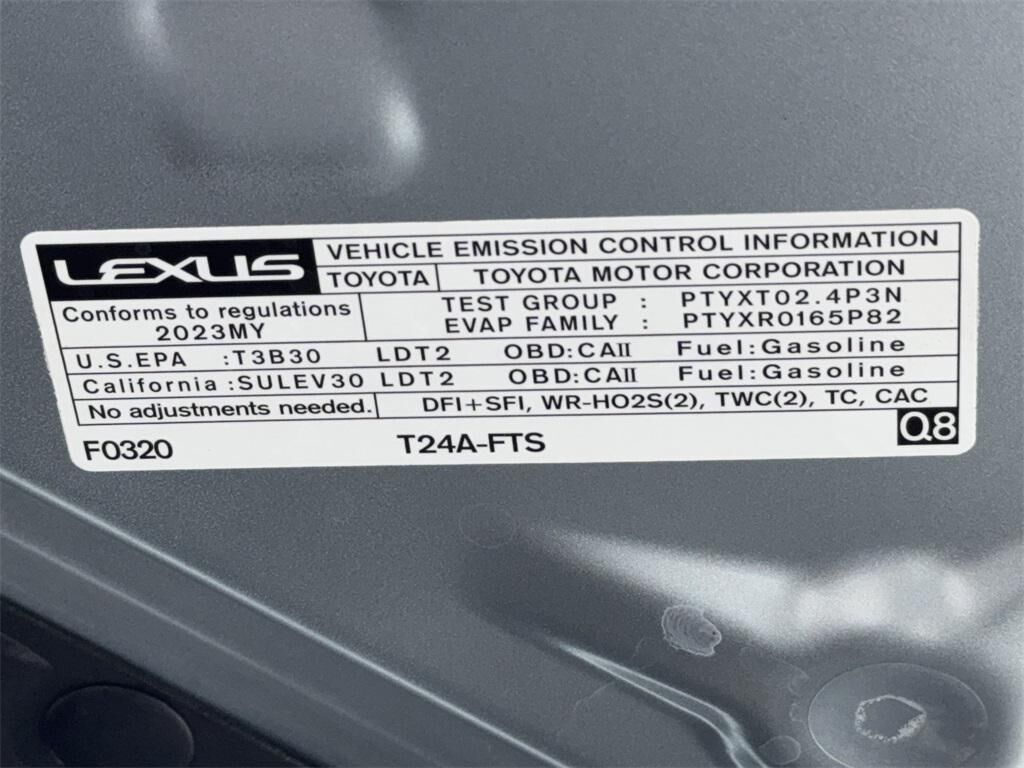 LEXUS VEHICLE EMISSION CONTROL INFORMATION
TOYOTA TOYOTA MOTOR CORPORATION
Conforms to regulations
2023MY
TEST GROUP : PTYXT02.4P3N
EVAP FAMILY : PTYXR0165P82
U.S.EPA :T3B30 LDT2 OBD:CAII Fuel:Gasoline
California :SULEV30 LDT2 OBD:CAII Fuel:Gasoline
No adjustments needed. DFI+SFI, WR-HO2S(2), TWC(2), TC, CAC
F0320 T24A-FTS Q8